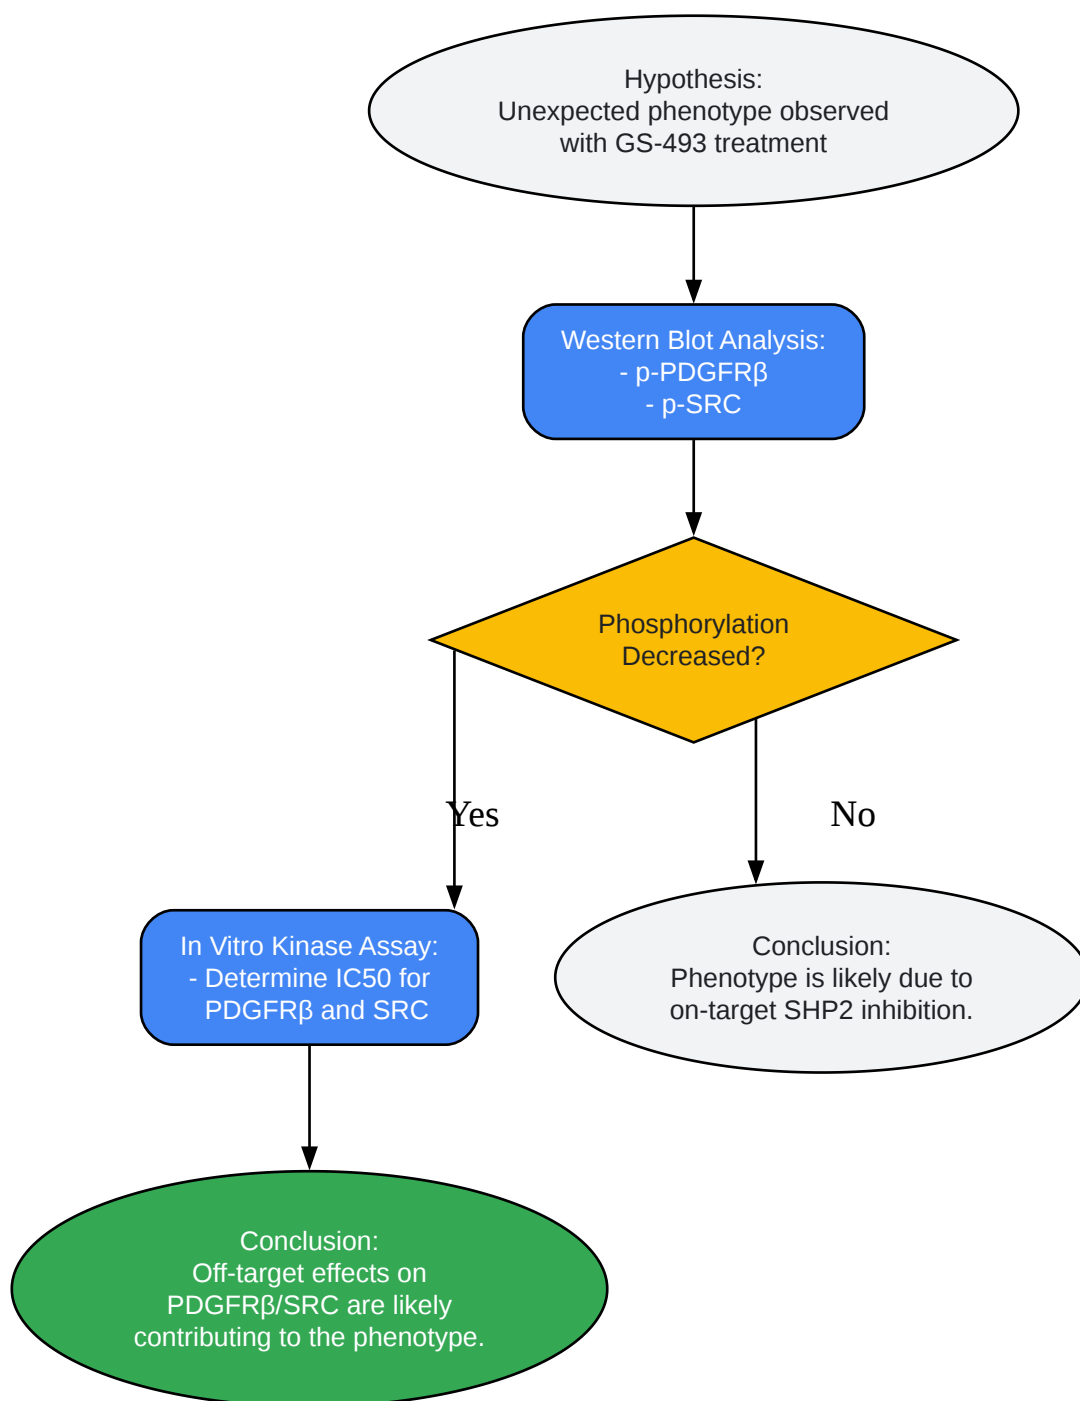 Hypothesis:
Unexpected phenotype observed
with GS-493 treatment
Western Blot Analysis:
- p-PDGFRβ
- p-SRC
Phosphorylation
Decreased?
Yes
No
In Vitro Kinase Assay:
- Determine IC50 for
PDGFRβ and SRC
Conclusion:
Phenotype is likely due to
on-target SHP2 inhibition.
Conclusion:
Off-target effects on
PDGFRβ/SRC are likely
contributing to the phenotype.